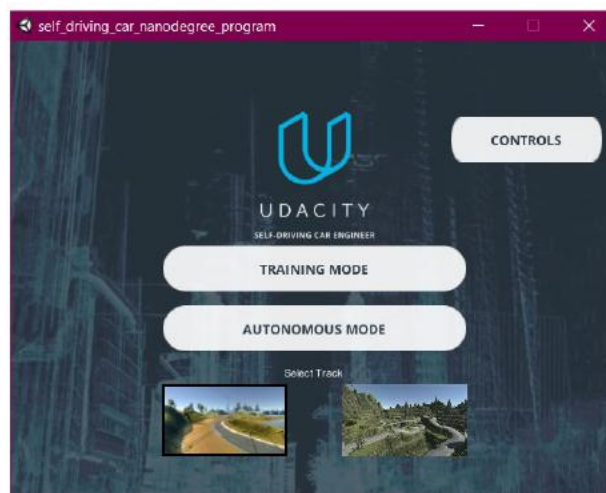 self_driving_car_nanodegree_program
CONTROLS
UDACITY
SELF-DRIVING CAR ENGINEER
TRAINING MODE
AUTONOMOUS MODE
Select Track